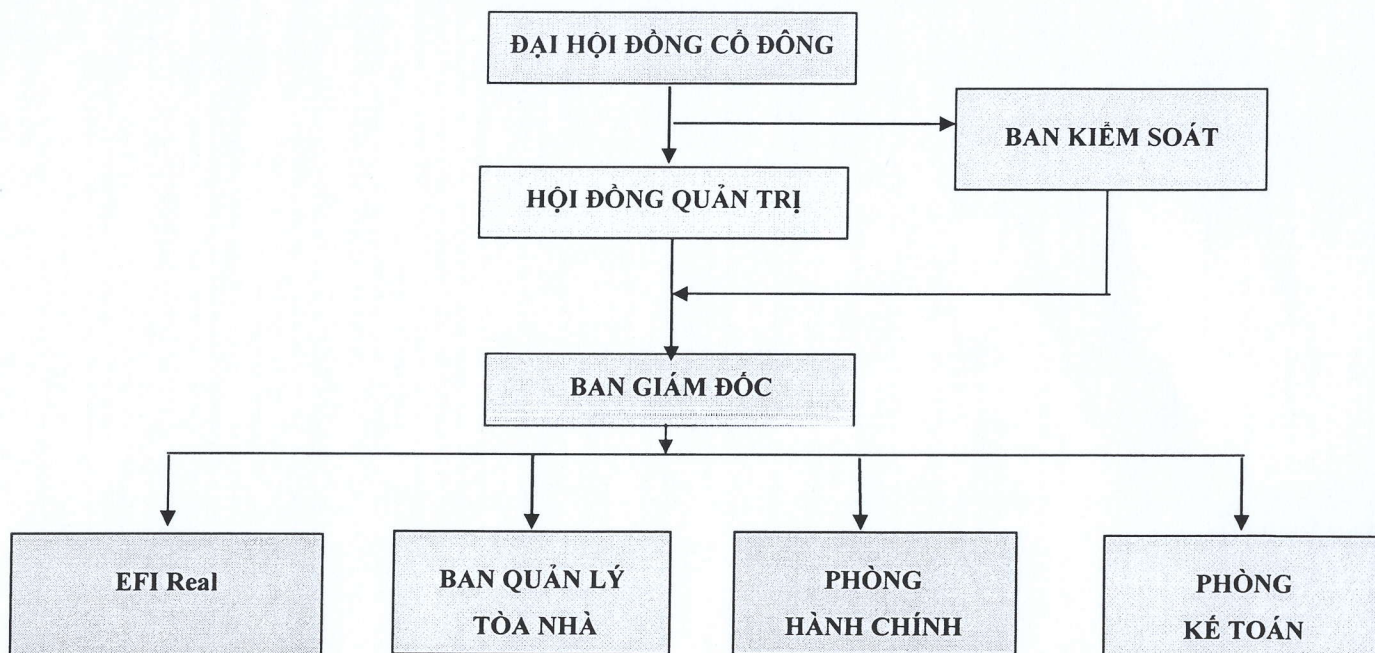 ĐẠI HỘI ĐỒNG CỔ ĐÔNG
BAN KIỂM SOÁT
HỘI ĐỒNG QUẢN TRỊ
BAN GIÁM ĐỐC
EFI Real
BAN QUẢN LÝ
TÒA NHÀ
PHÒNG
HÀNH CHÍNH
PHÒNG
KẾ TOÁN